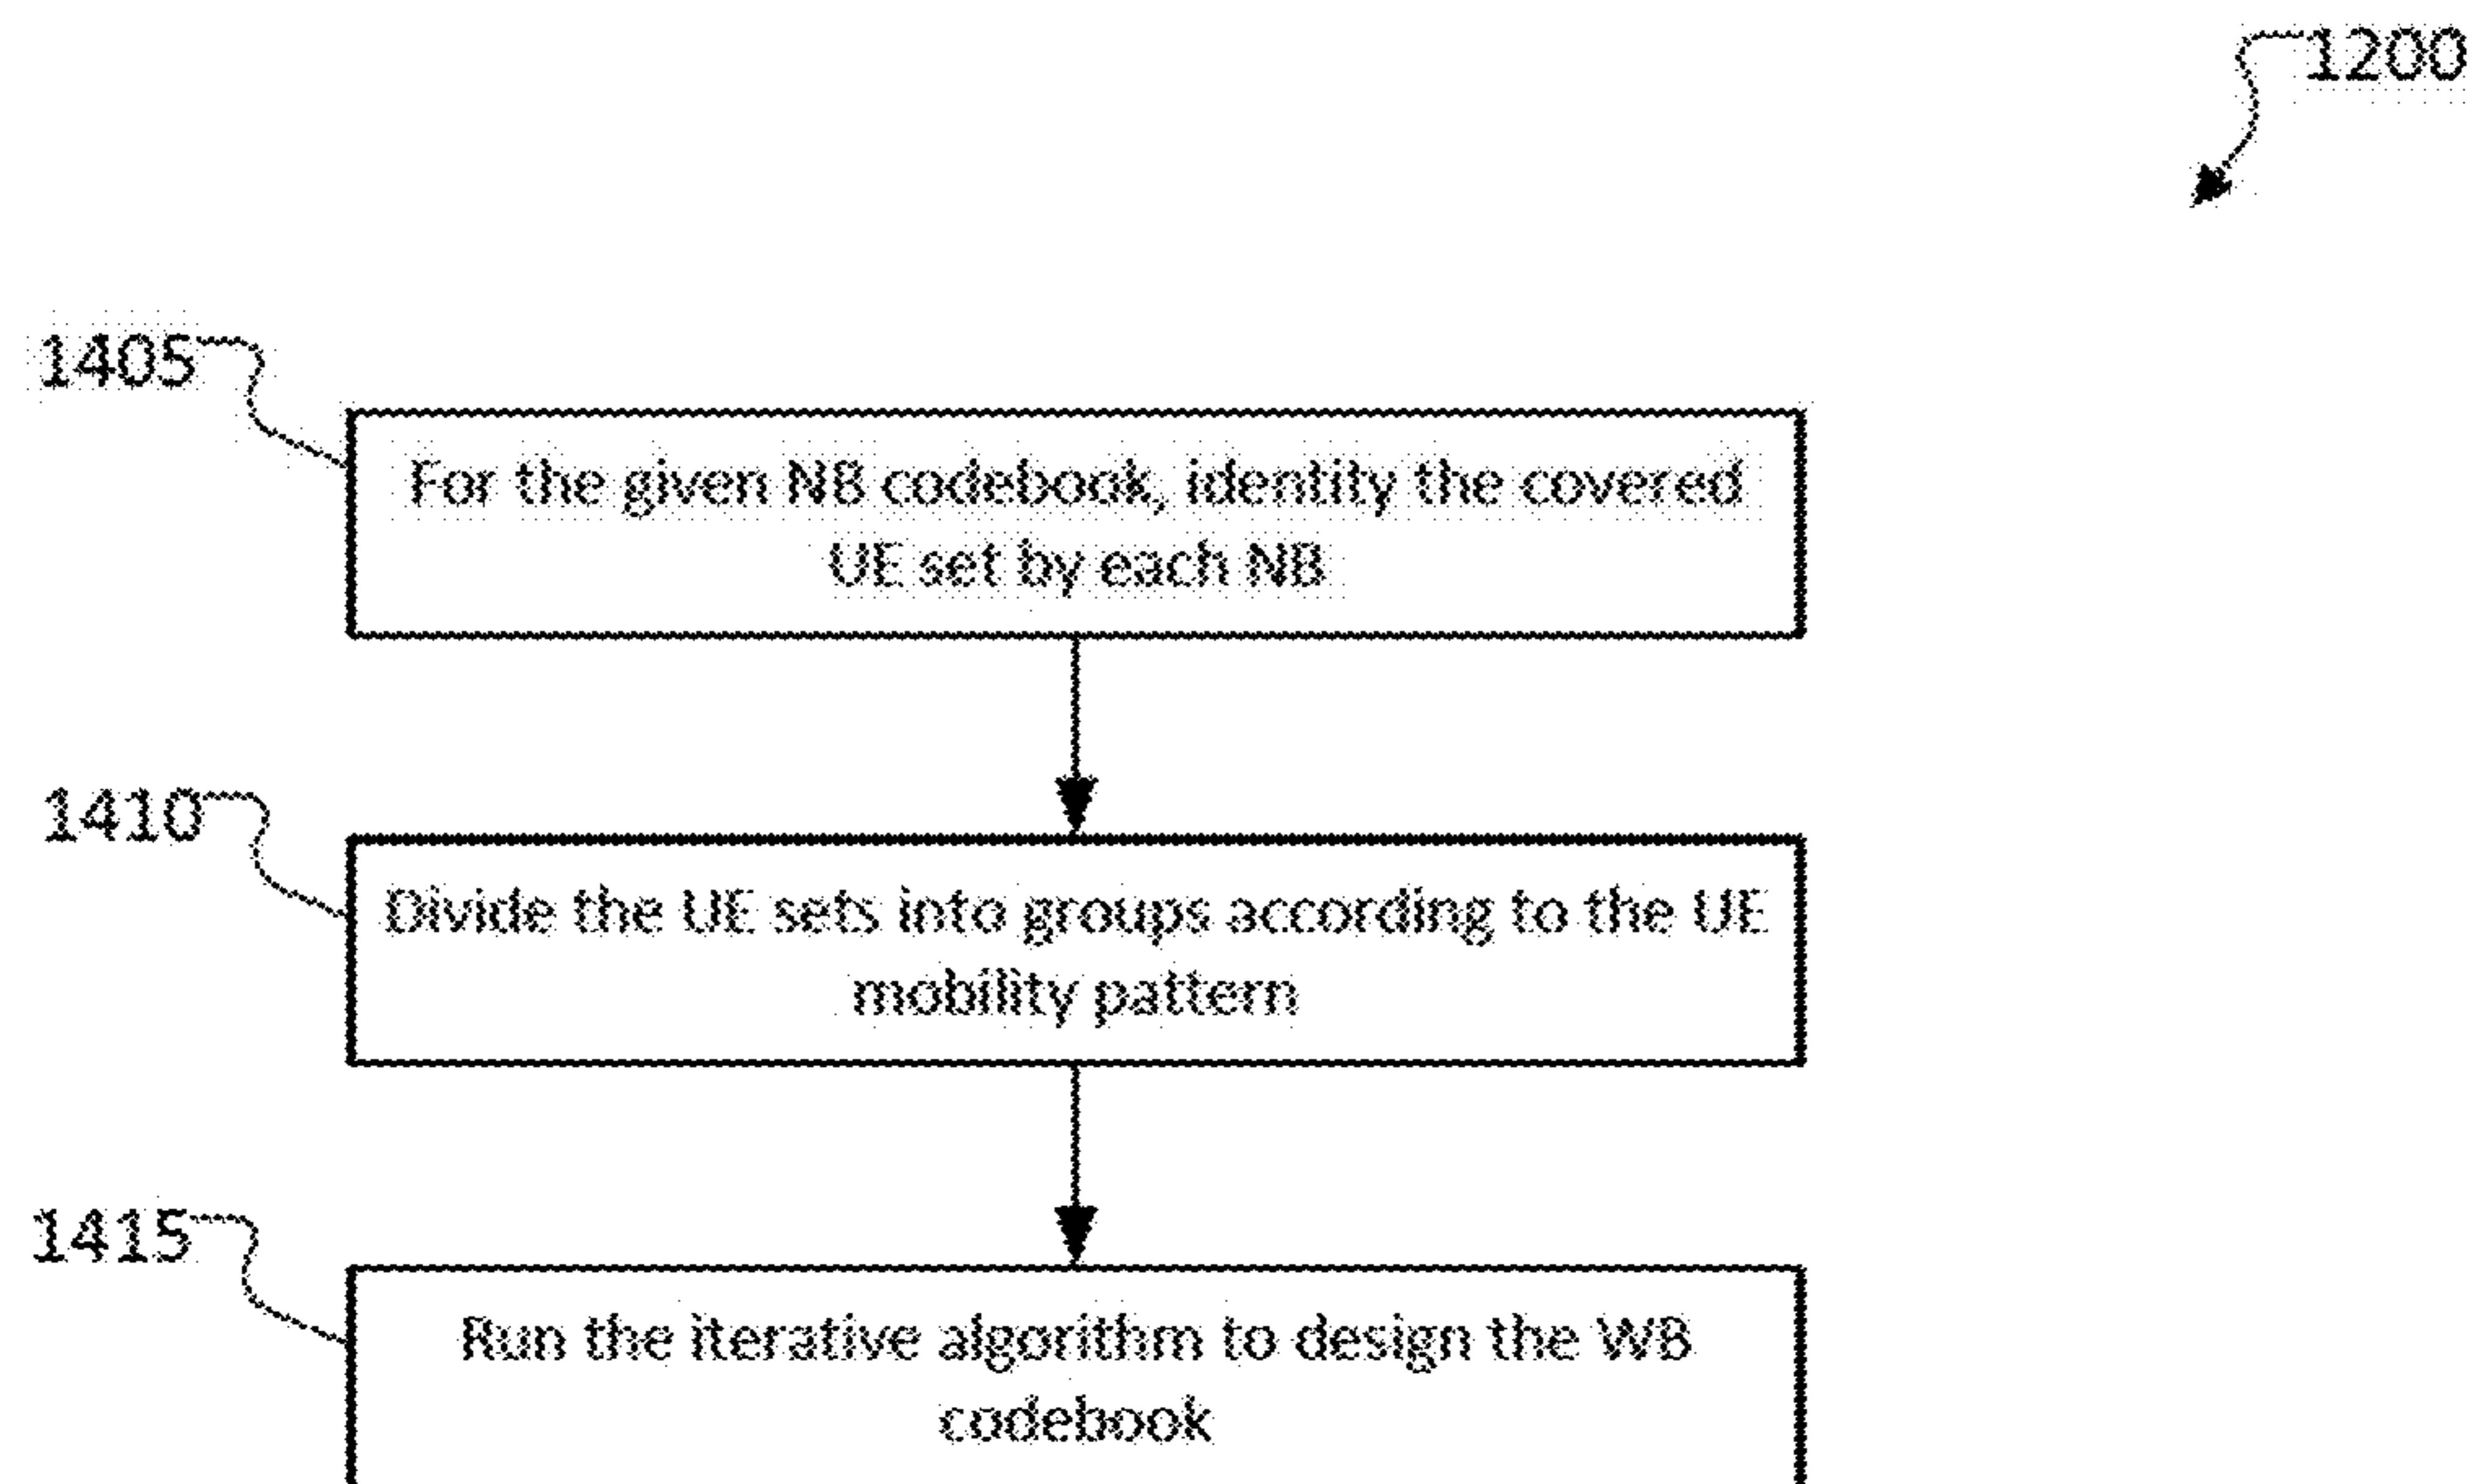 1200
1405
For the given NB codebook, identify the covered
UE set by each NB
1410
Divide the UE sets into groups according to the UE
mobility pattern
1415
Run the iterative algorithm to design the WB
codebook